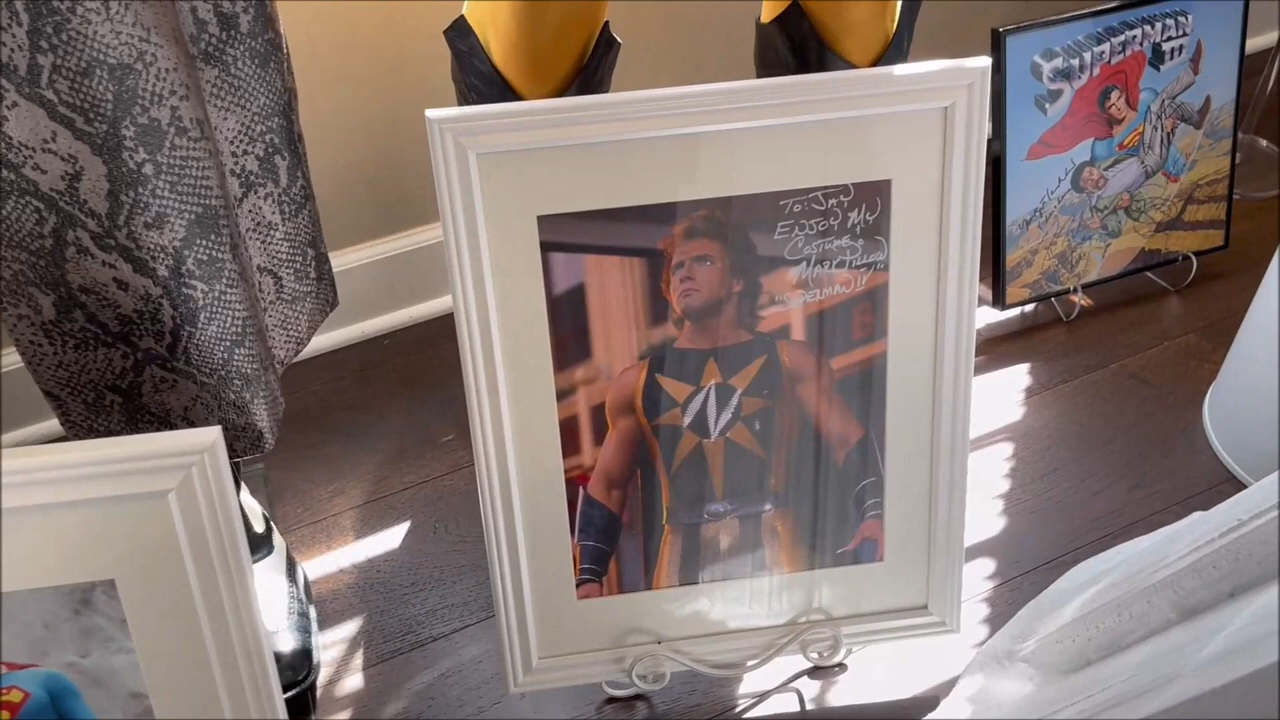 To: JAY
ENJOY MY
COSTUME.
MARK PILLOW
"SUPERMAN IV"
SUPERMAN III
N